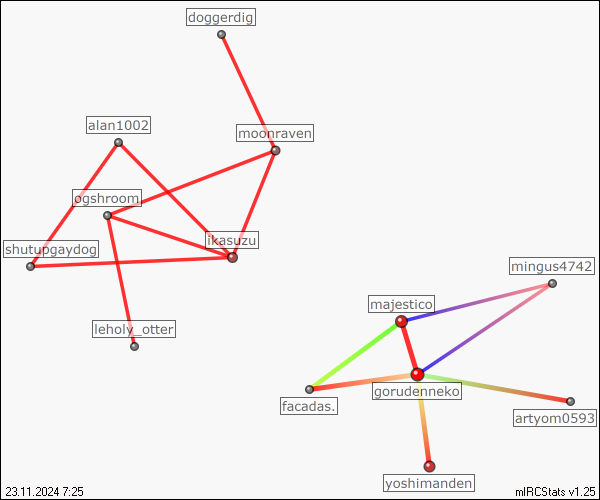 doggerdig
alan1002
moonraven
ogshroom
ikasuzu
shutupgaydog
mingus4742
majestico
leholy_otter
gorudenneko
facadas.
artyom0593
yoshimanden
23.11.2024 7:25
mIRCStats v1.25